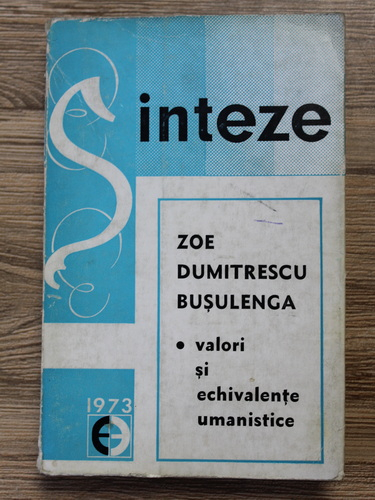 Sinteze
ZOE
DUMITRESCU
BUȘULENGA
• valori
și
echivalențe
umanistice
1973